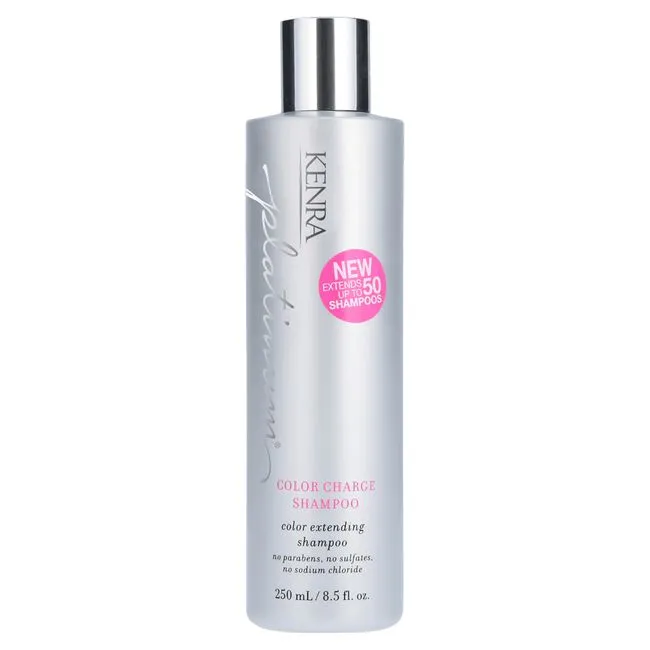 KENRA
platinum®
NEW
EXTENDS
UP TO 50
SHAMPOOS
COLOR CHARGE
SHAMPOO
color extending
shampoo
no parabens, no sulfates,
no sodium chloride
250 mL / 8.5 fl. oz.